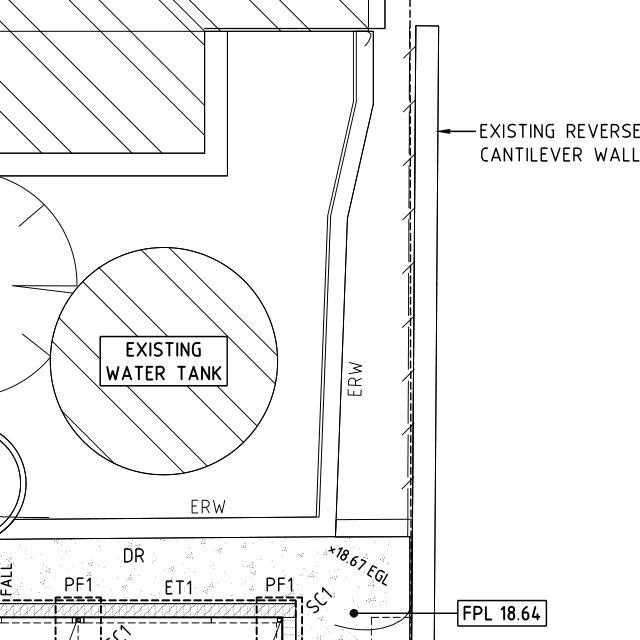 EXISTING REVERSE
CANTILEVER WALL
EXISTING
WATER TANK
ERW
ERW
DR
×18.67 EGL
FALL
PF1
ET1
PF1
SC1
SC1
FPL 18.64